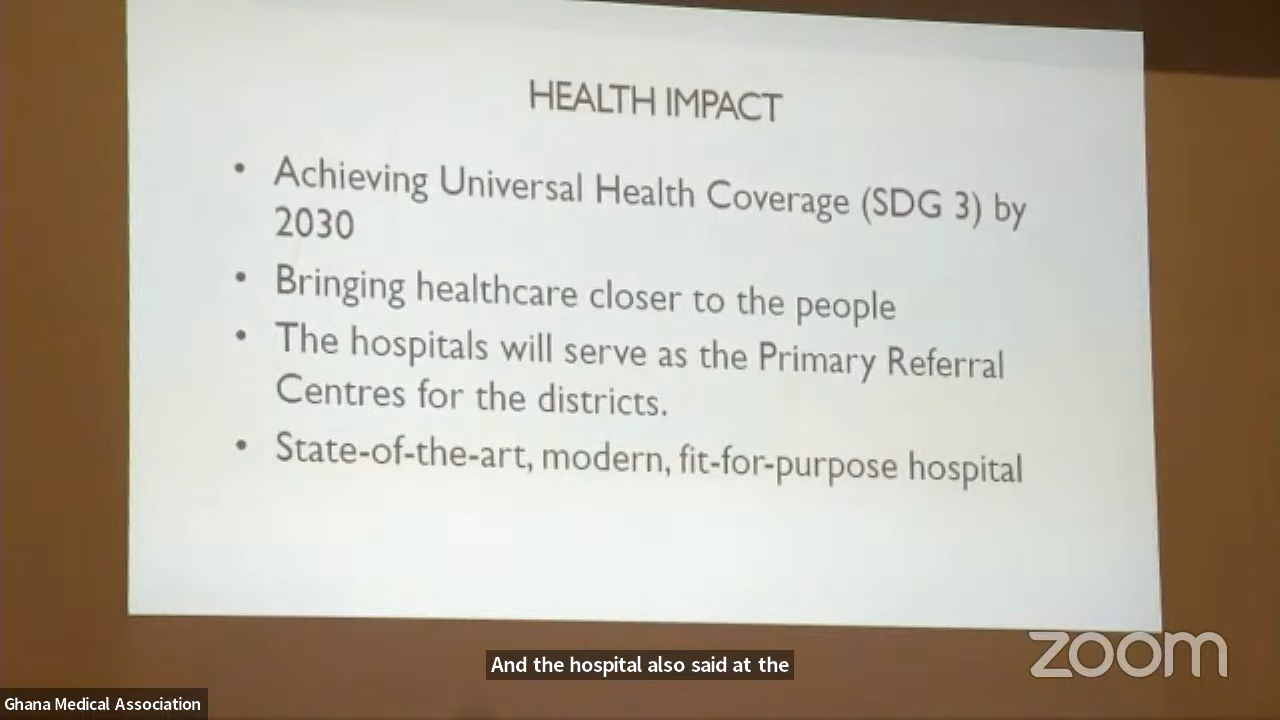 HEALTH IMPACT
• Achieving Universal Health Coverage (SDG 3) by
2030
• Bringing healthcare closer to the people
• The hospitals will serve as the Primary Referral
Centres for the districts.
• State-of-the-art, modern, fit-for-purpose hospital
zoom
And the hospital also said at the
Ghana Medical Association